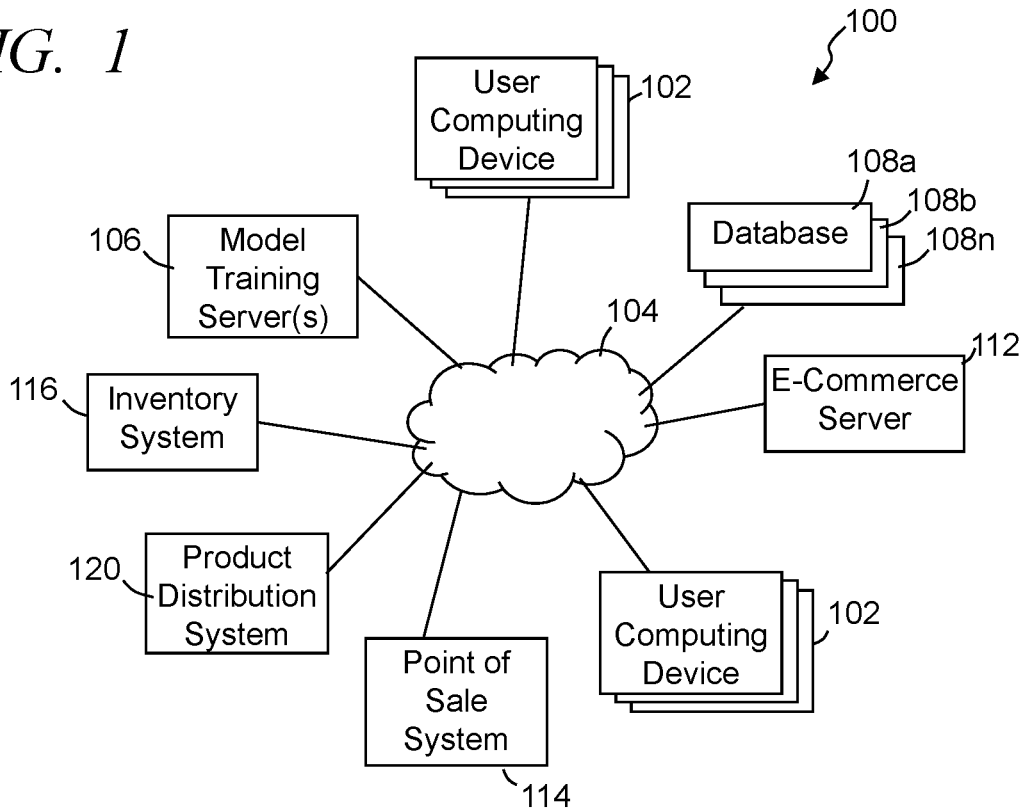 IG. 1
100
User
Computing
Device
102
108a
108b
108n
Database
106
Model
Training
Server(s)
104
112
E-Commerce
Server
116
Inventory
System
120
Product
Distribution
System
Point of
Sale
System
114
User
Computing
Device
102